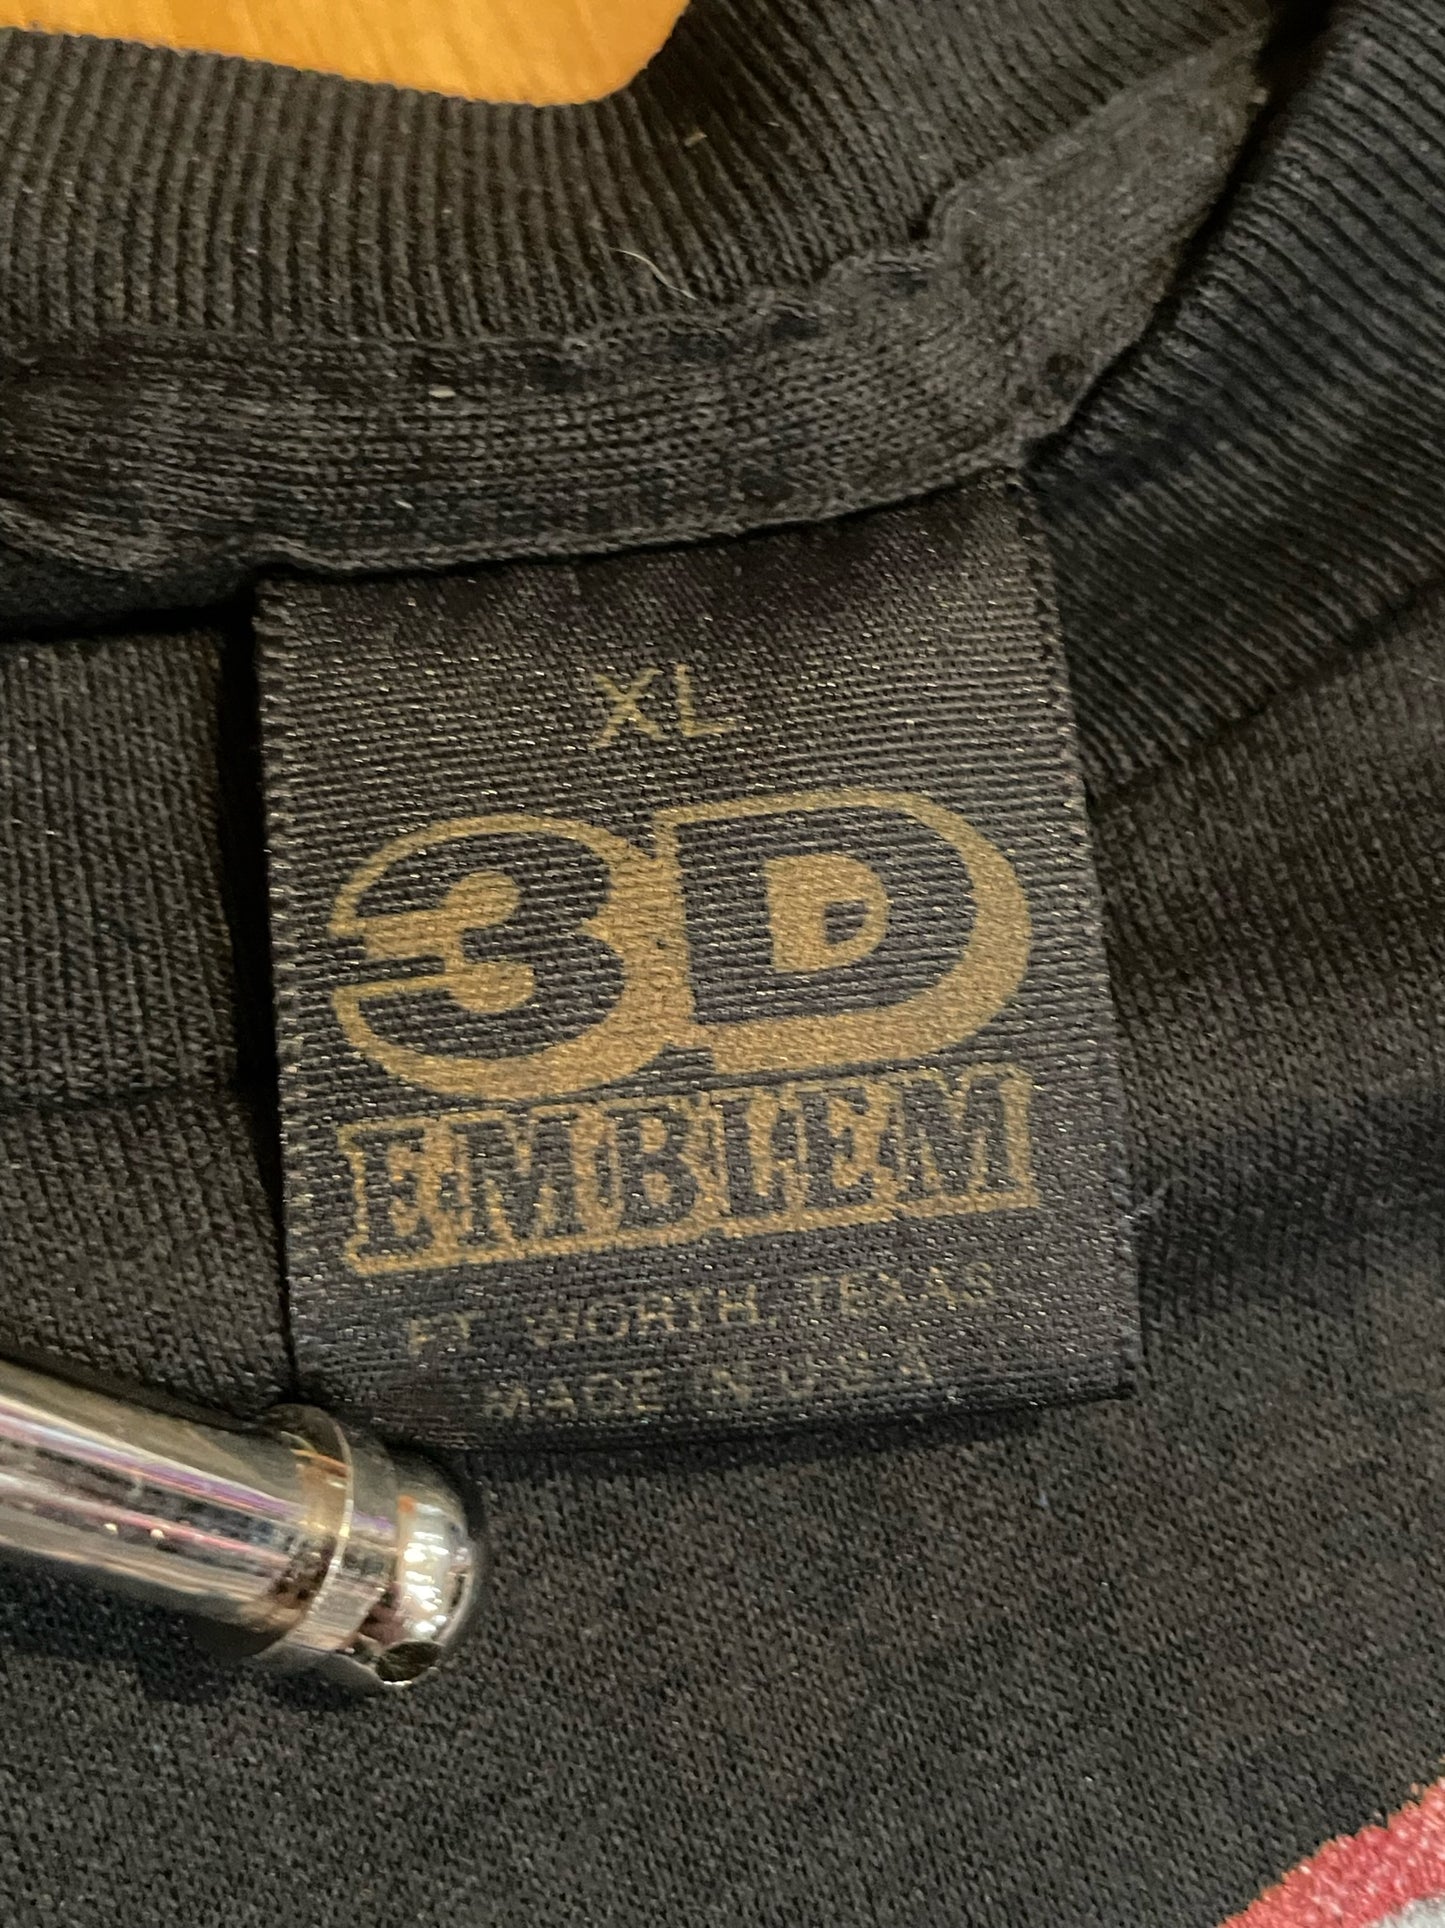 XL
3D
EMBLEM
FT. WORTH, TEXAS
MADE IN U.S.A.